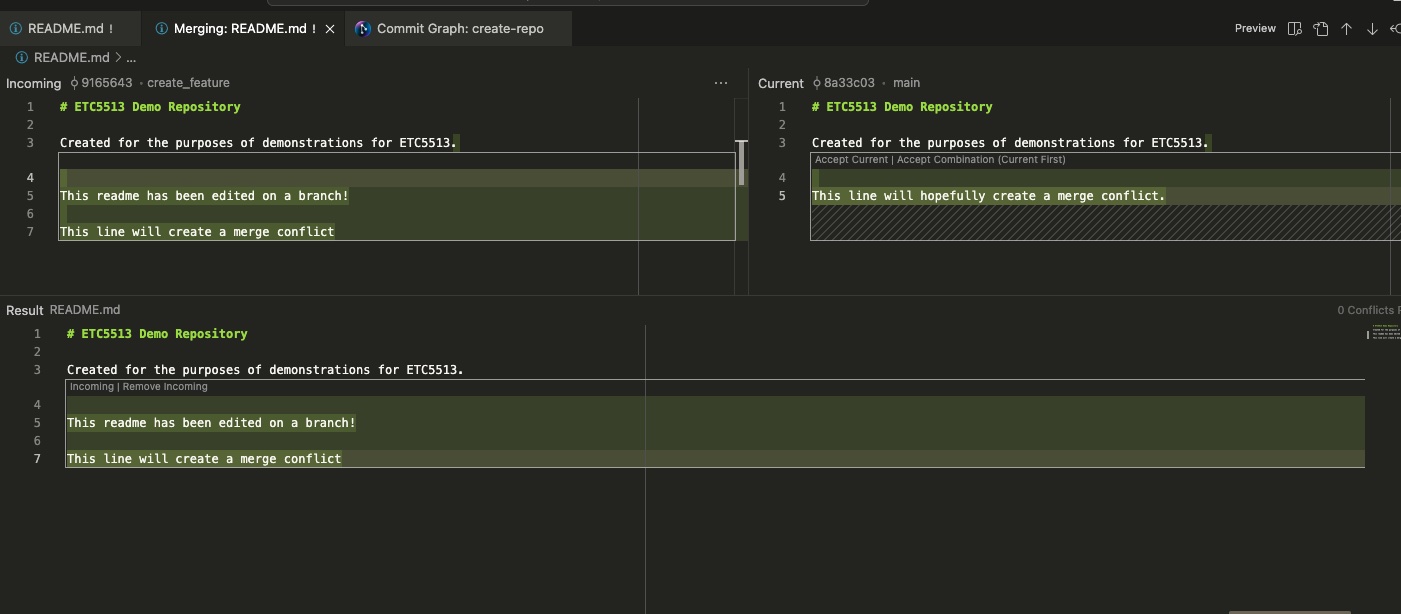 README.md !
Merging: README.md !
Commit Graph: create-repo
Preview
README.md > ...
Incoming 9165643 · create_feature ...
1 # ETC5513 Demo Repository
2
3 Created for the purposes of demonstrations for ETC5513.
4
5 This readme has been edited on a branch!
6
7 This line will create a merge conflict
Current 8a33c03 · main
1 # ETC5513 Demo Repository
2
3 Created for the purposes of demonstrations for ETC5513.
Accept Current | Accept Combination (Current First)
4
5 This line will hopefully create a merge conflict.
Result README.md
0 Conflicts R
1 # ETC5513 Demo Repository
2
3 Created for the purposes of demonstrations for ETC5513.
Incoming | Remove Incoming
4
5 This readme has been edited on a branch!
6
7 This line will create a merge conflict